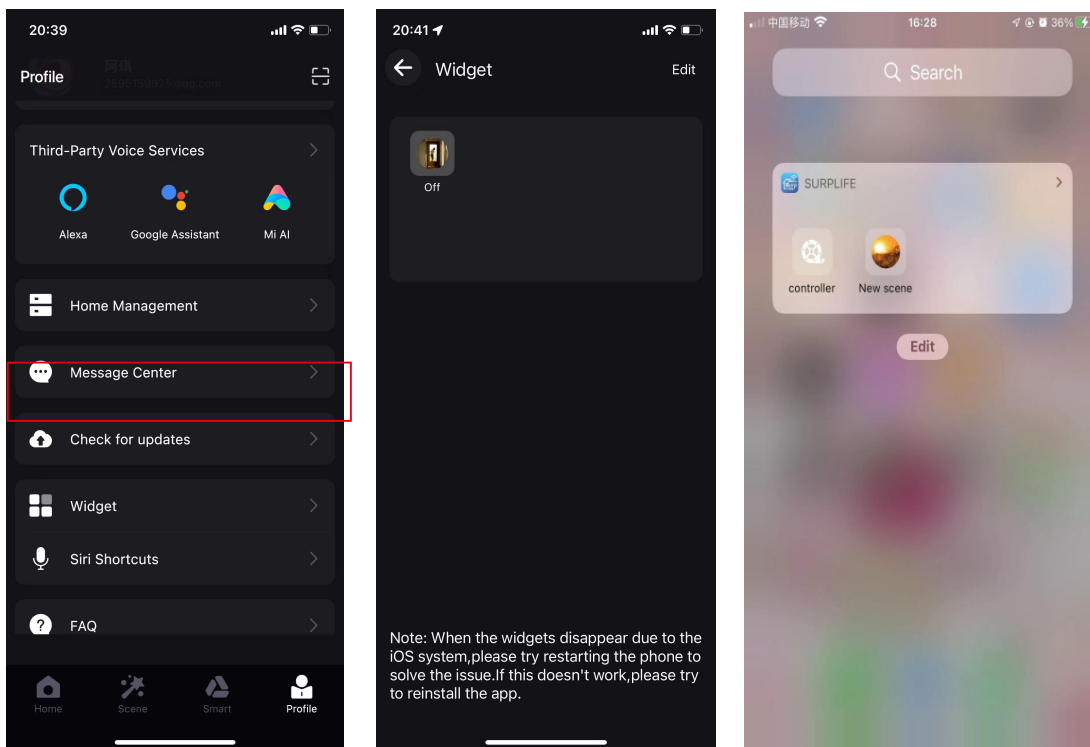 20:39
Profile
阿琪
Third-Party Voice Services
Alexa
Google Assistant
Mi AI
Home Management
Message Center
Check for updates
Widget
Siri Shortcuts
FAQ
Home
Scene
Smart
Profile
20:41
Widget
Edit
Off
Note: When the widgets disappear due to the
iOS system,please try restarting the phone to
solve the issue.If this doesn't work,please try
to reinstall the app.
中国移动
16:28
36%
Search
SURPLIFE
controller
New scene
Edit